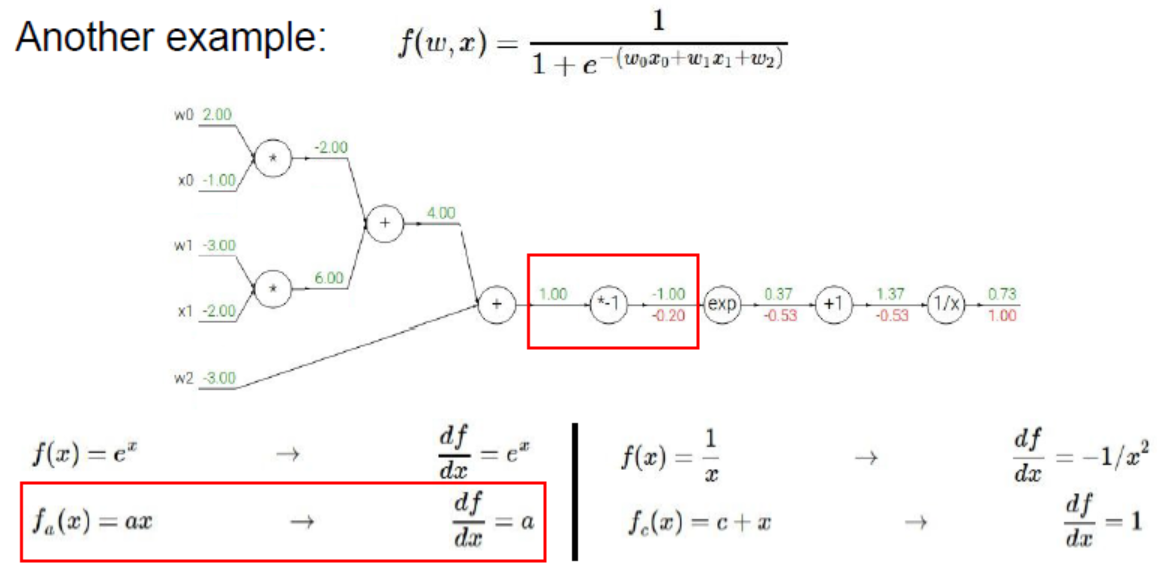 Another example: f(w, x) = 1 / (1 + e^{-(w_0x_0+w_1x_1+w_2)})
w0 2.00
*
-2.00
x0 -1.00
+
4.00
w1 -3.00
*
6.00
x1 -2.00
+ 1.00 *-1 -1.00 exp 0.37 +1 1.37 1/x 0.73
-0.20 -0.53 -0.53 1.00
w2 -3.00
f(x) = e^x → df/dx = e^x
f_a(x) = ax → df/dx = a
f(x) = 1/x → df/dx = -1/x^2
f_c(x) = c + x → df/dx = 1